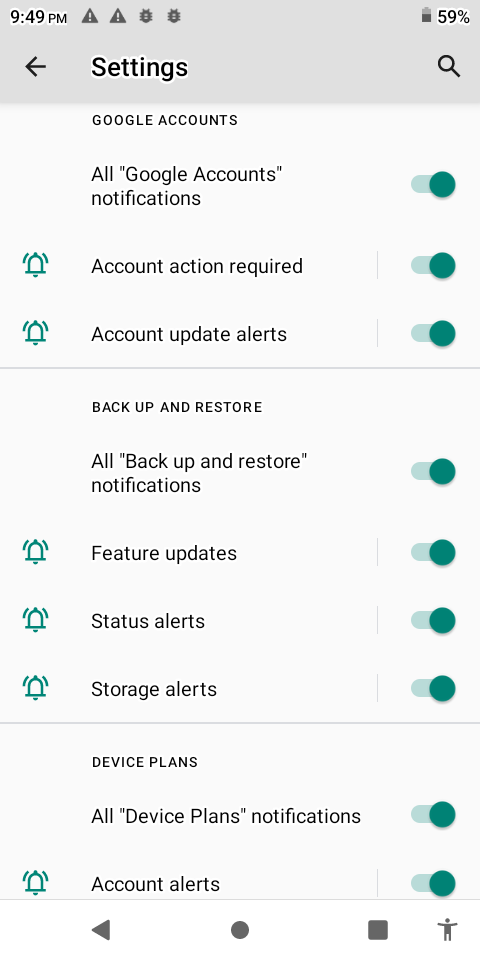 9:49 PM
59%
Settings
GOOGLE ACCOUNTS
All "Google Accounts"
notifications
Account action required
Account update alerts
BACK UP AND RESTORE
All "Back up and restore"
notifications
Feature updates
Status alerts
Storage alerts
DEVICE PLANS
All "Device Plans" notifications
Account alerts